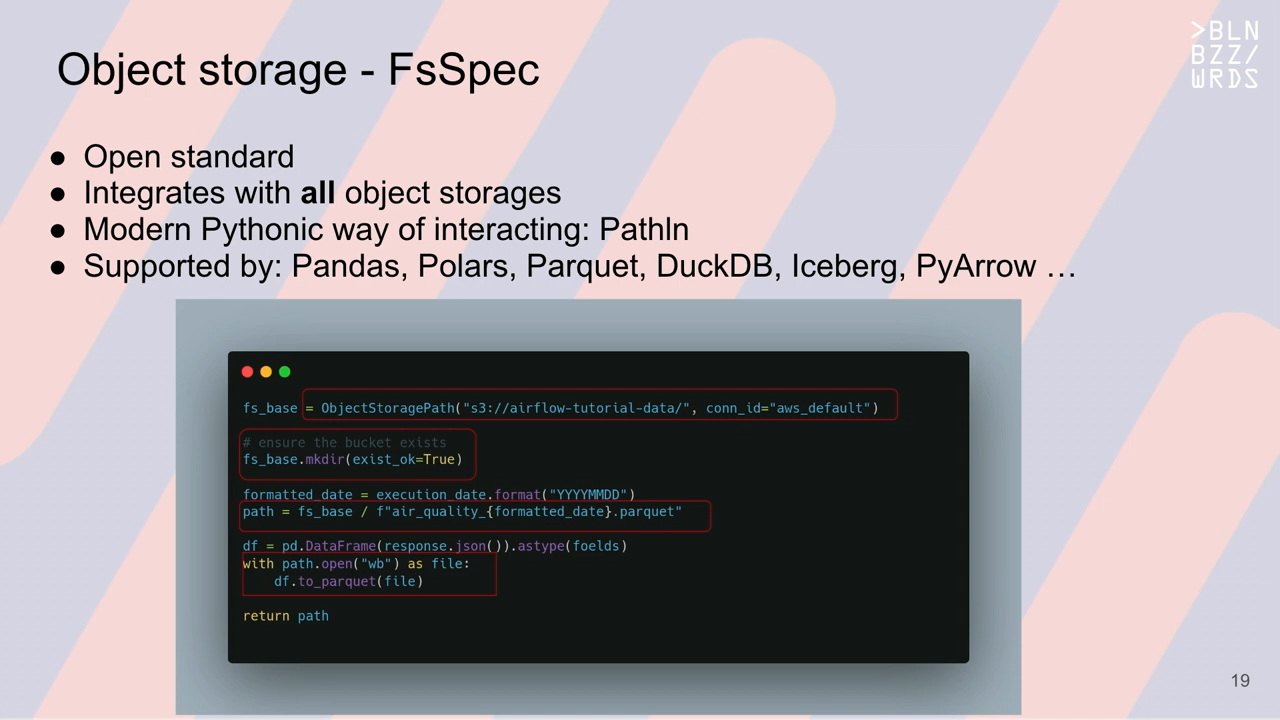 Object storage - FsSpec
>BLN
BZZ/
WRDS
● Open standard
● Integrates with all object storages
● Modern Pythonic way of interacting: Pathln
● Supported by: Pandas, Polars, Parquet, DuckDB, Iceberg, PyArrow …
fs_base = ObjectStoragePath("s3://airflow-tutorial-data/", conn_id="aws_default")
# ensure the bucket exists
fs_base.mkdir(exist_ok=True)
formatted_date = execution_date.format("YYYYMMDD")
path = fs_base / f"air_quality_{formatted_date}.parquet"
df = pd.DataFrame(response.json()).astype(foelds)
with path.open("wb") as file:
    df.to_parquet(file)
return path
19